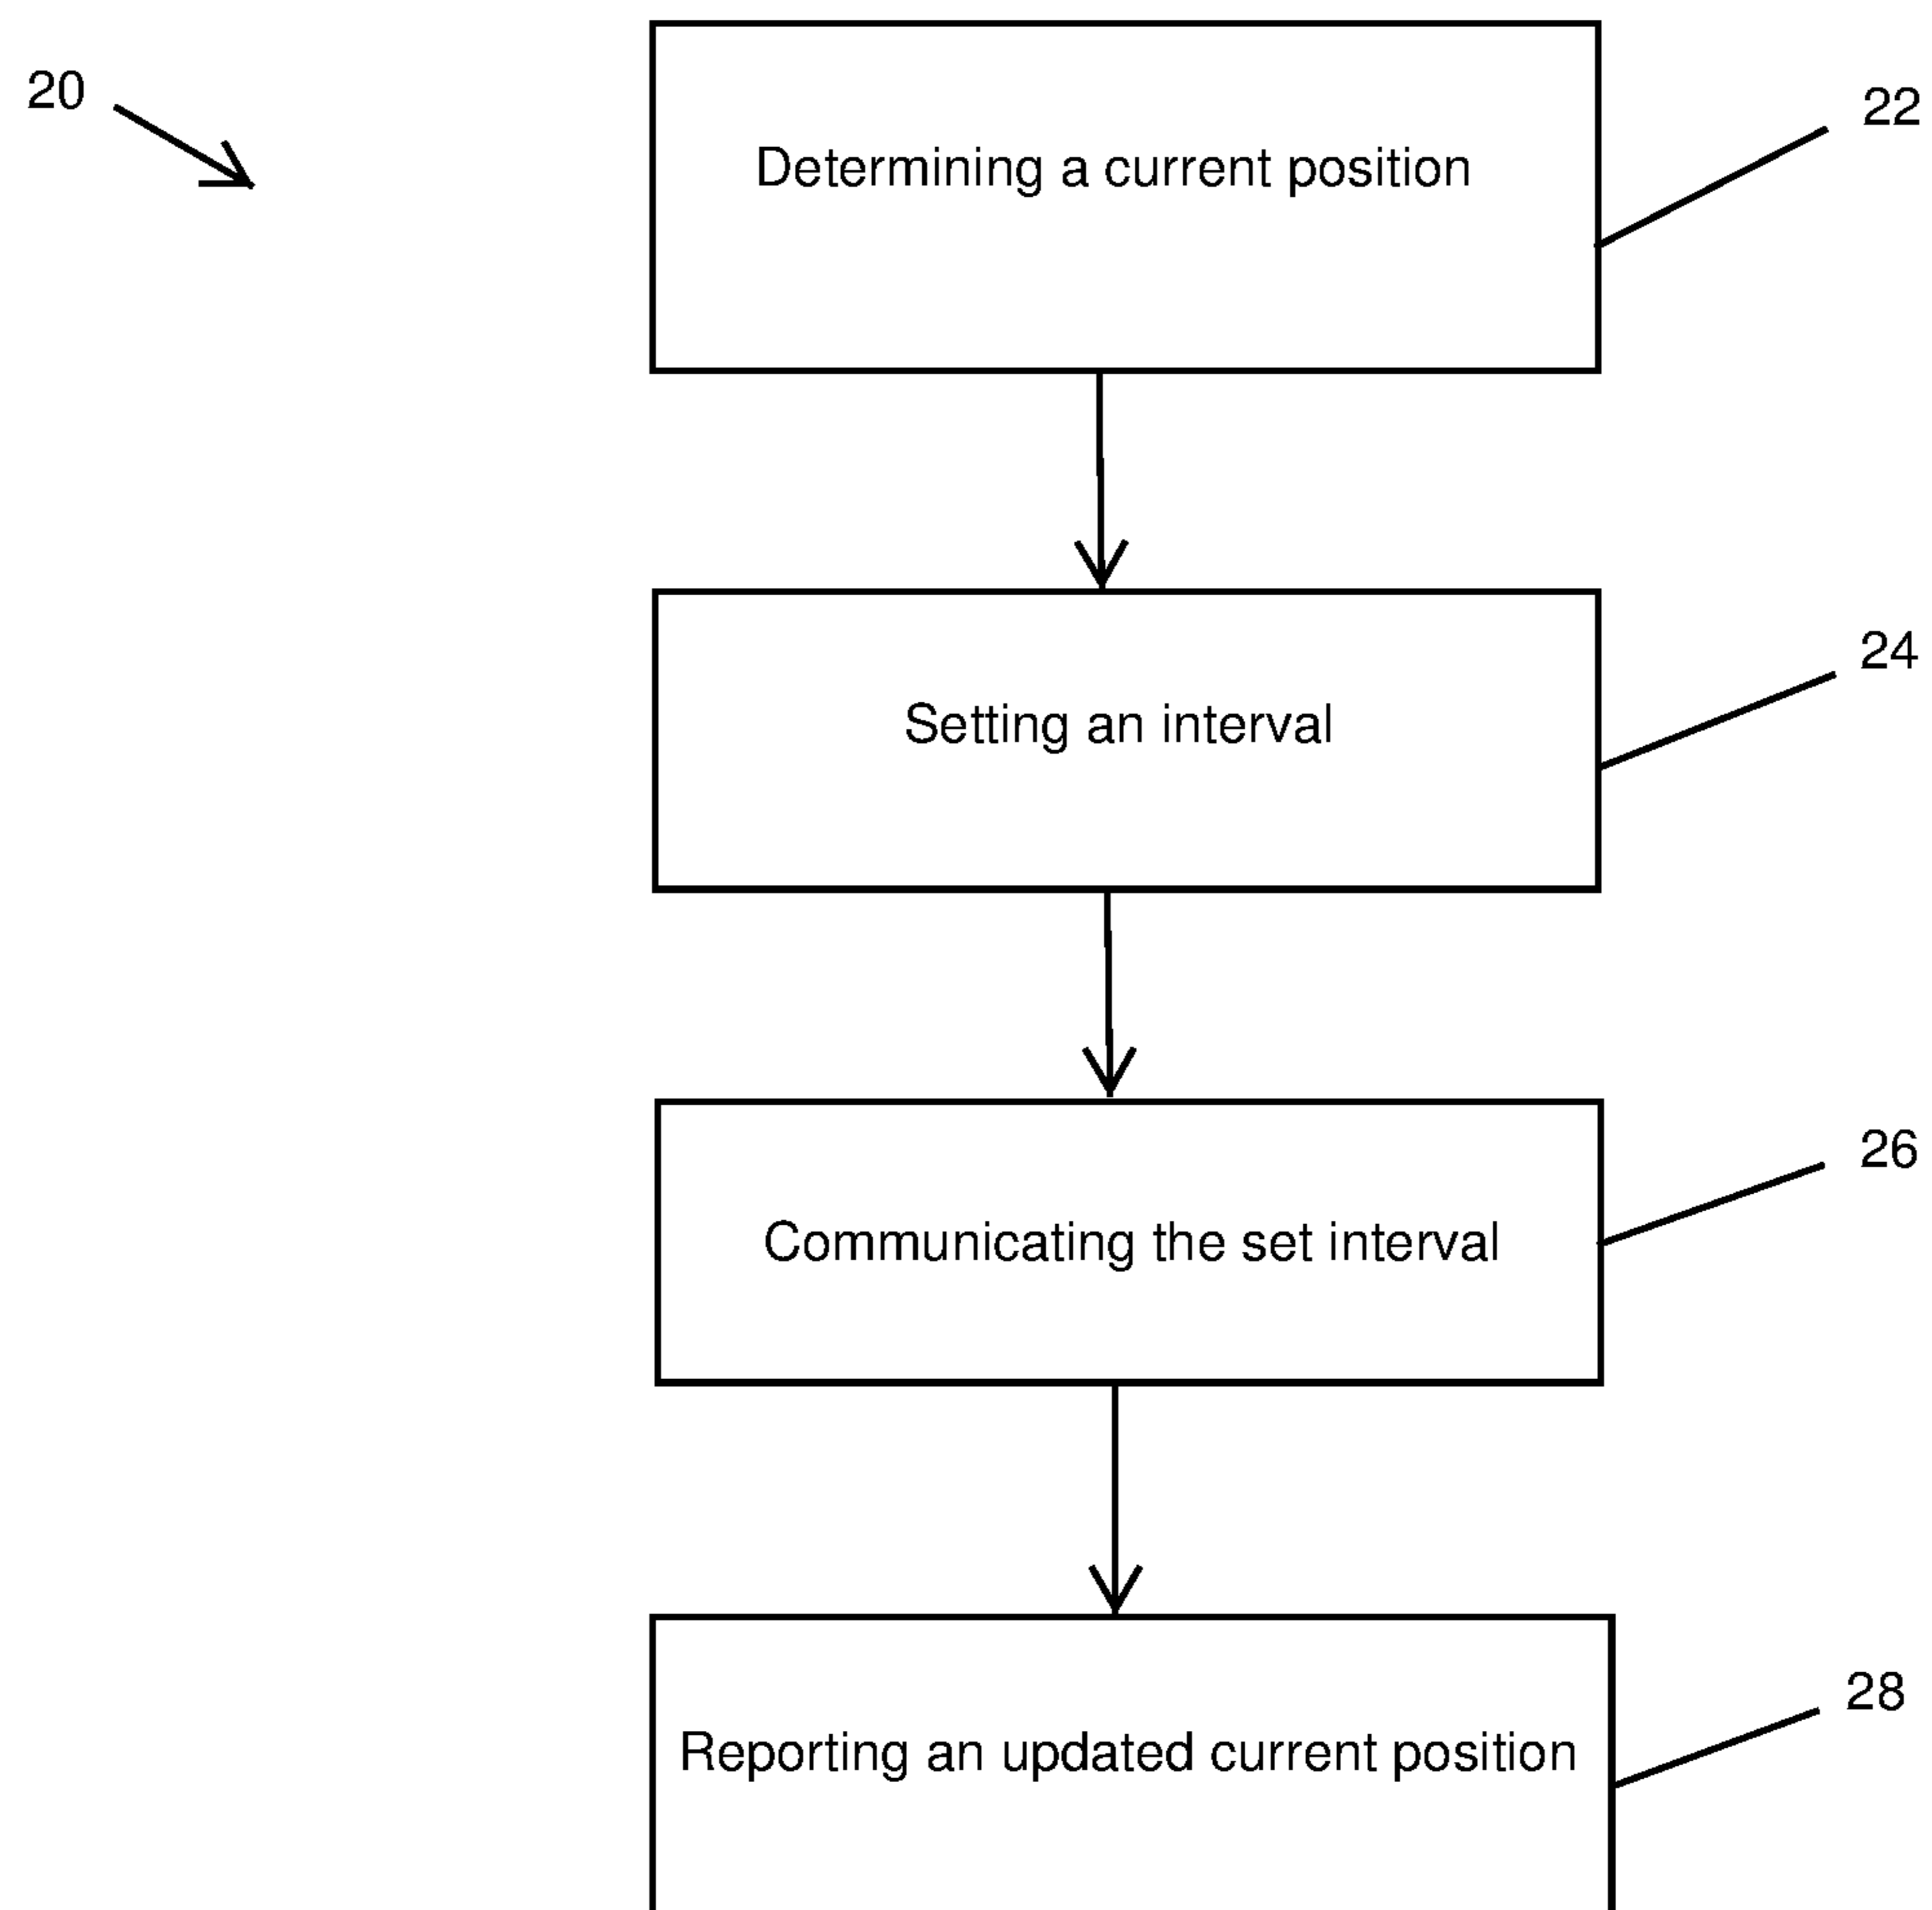 20
22
Determining a current position
24
Setting an interval
26
Communicating the set interval
28
Reporting an updated current position